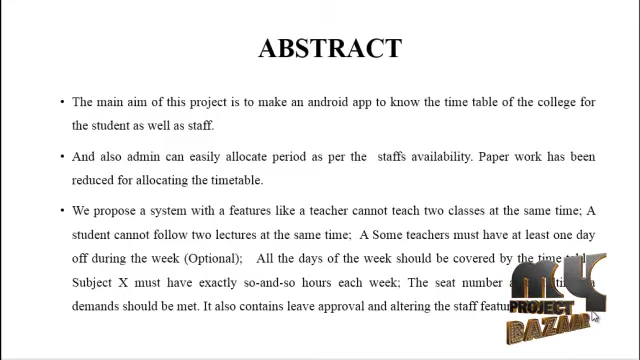 ABSTRACT
• The main aim of this project is to make an android app to know the time table of the college for
the student as well as staff.
• And also admin can easily allocate period as per the staffs availability. Paper work has been
reduced for allocating the timetable.
• We propose a system with a features like a teacher cannot teach two classes at the same time; A
student cannot follow two lectures at the same time; A Some teachers must have at least one day
off during the week (Optional); All the days of the week should be covered by the time
Subject X must have exactly so-and-so hours each week; The seat number
demands should be met. It also contains leave approval and altering the staff
MY
PROJECT
BAZAAR